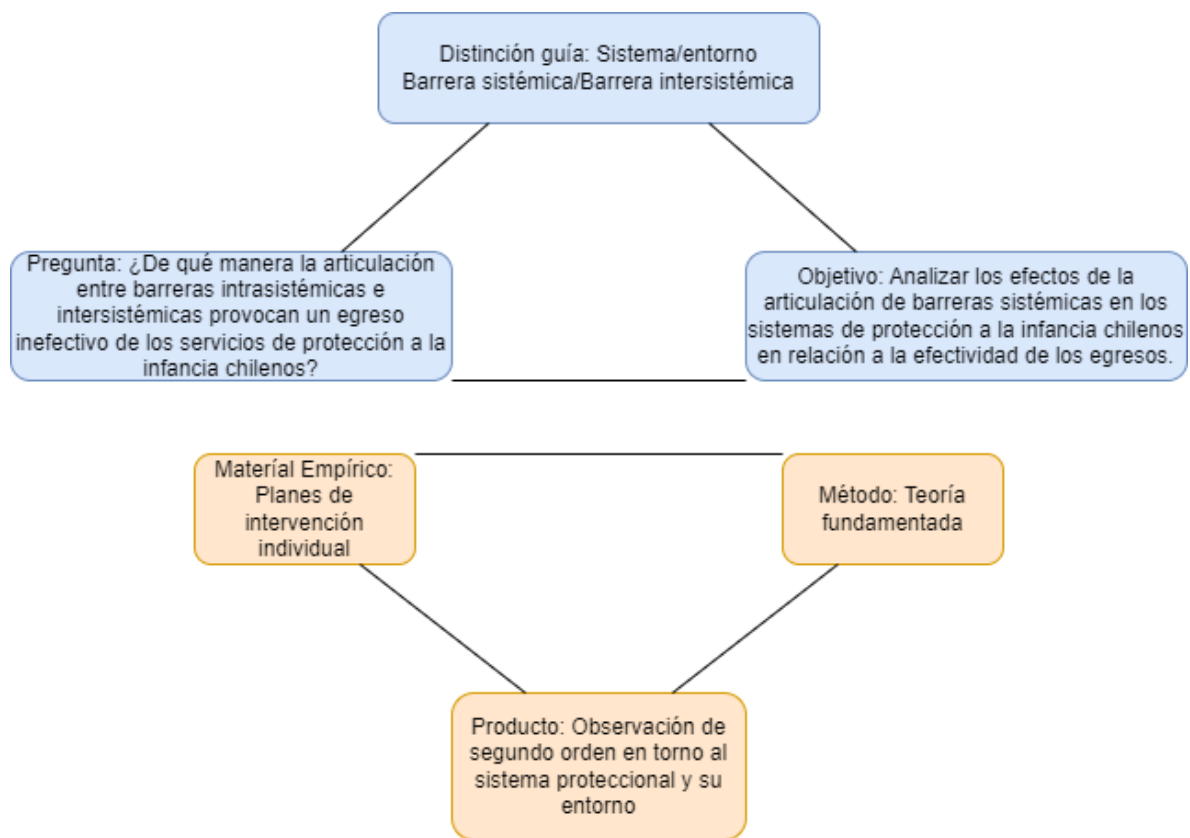 Distinción guía: Sistema/entorno
Barrera sistémica/Barrera intersistémica
Pregunta: ¿De qué manera la articulación
entre barreras intrasistémicas e
intersistémicas provocan un egreso
inefectivo de los servicios de protección a la
infancia chilenos?
Objetivo: Analizar los efectos de la
articulación de barreras sistémicas en los
sistemas de protección a la infancia chilenos
en relación a la efectividad de los egresos.
Materíal Empírico:
Planes de
intervención
individual
Método: Teoría
fundamentada
Producto: Observación de
segundo orden en torno al
sistema proteccional y su
entorno